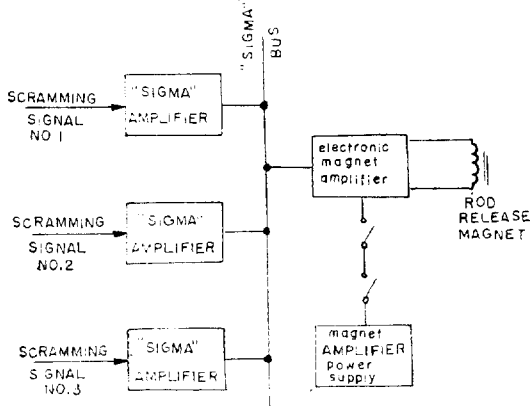 "SIGMA"
BUS
SCRAMMING
SIGNAL
NO 1
"SIGMA"
AMPLIFIER
electronic
magnet
amplifier
ROD
RELEASE
MAGNET
SCRAMMING
SIGNAL
NO.2
"SIGMA"
AMPLIFIER
magnet
AMPLIFIER
power
supply
SCRAMMING
SIGNAL
NO.3
"SIGMA"
AMPLIFIER